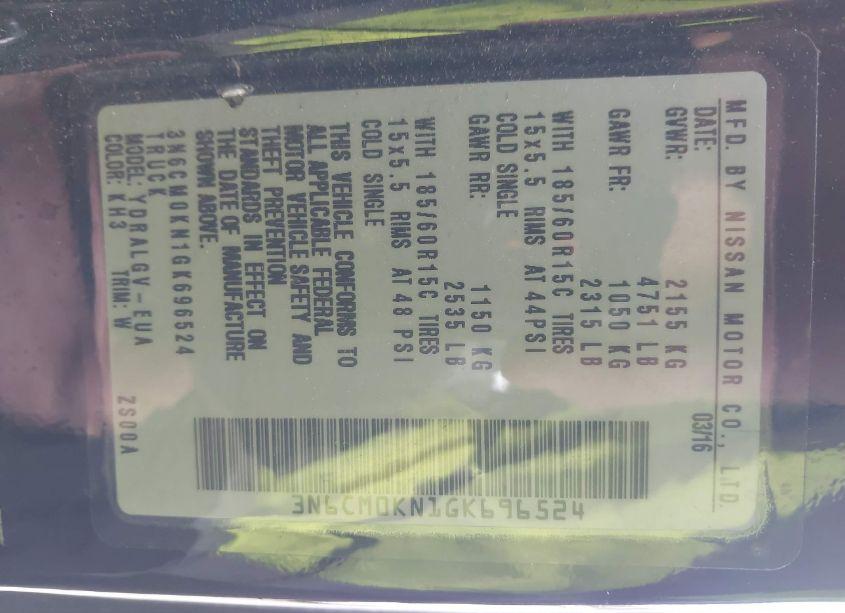 MFD. BY NISSAN MOTOR CO., LTD.
DATE: 03/16
GVWR: 2155 KG
4751 LB
GAWR FR: 1050 KG
2315 LB
WITH 185/60R15C TIRES
15x5.5 RIMS AT 44PSI
COLD SINGLE
GAWR RR: 1150 KG
2535 LB
WITH 185/60R15C TIRES
15x5.5 RIMS AT 48 PSI
COLD SINGLE
THIS VEHICLE CONFORMS TO
ALL APPLICABLE FEDERAL
MOTOR VEHICLE SAFETY AND
THEFT PREVENTION
STANDARDS IN EFFECT ON
THE DATE OF MANUFACTURE
SHOWN ABOVE.
3N6CM0KN1GK696524
TRUCK
MODEL: YDRALGV-EUA
COLOR: KH3 TRIM: W ZS00A
3N6CM0KN1GK696524